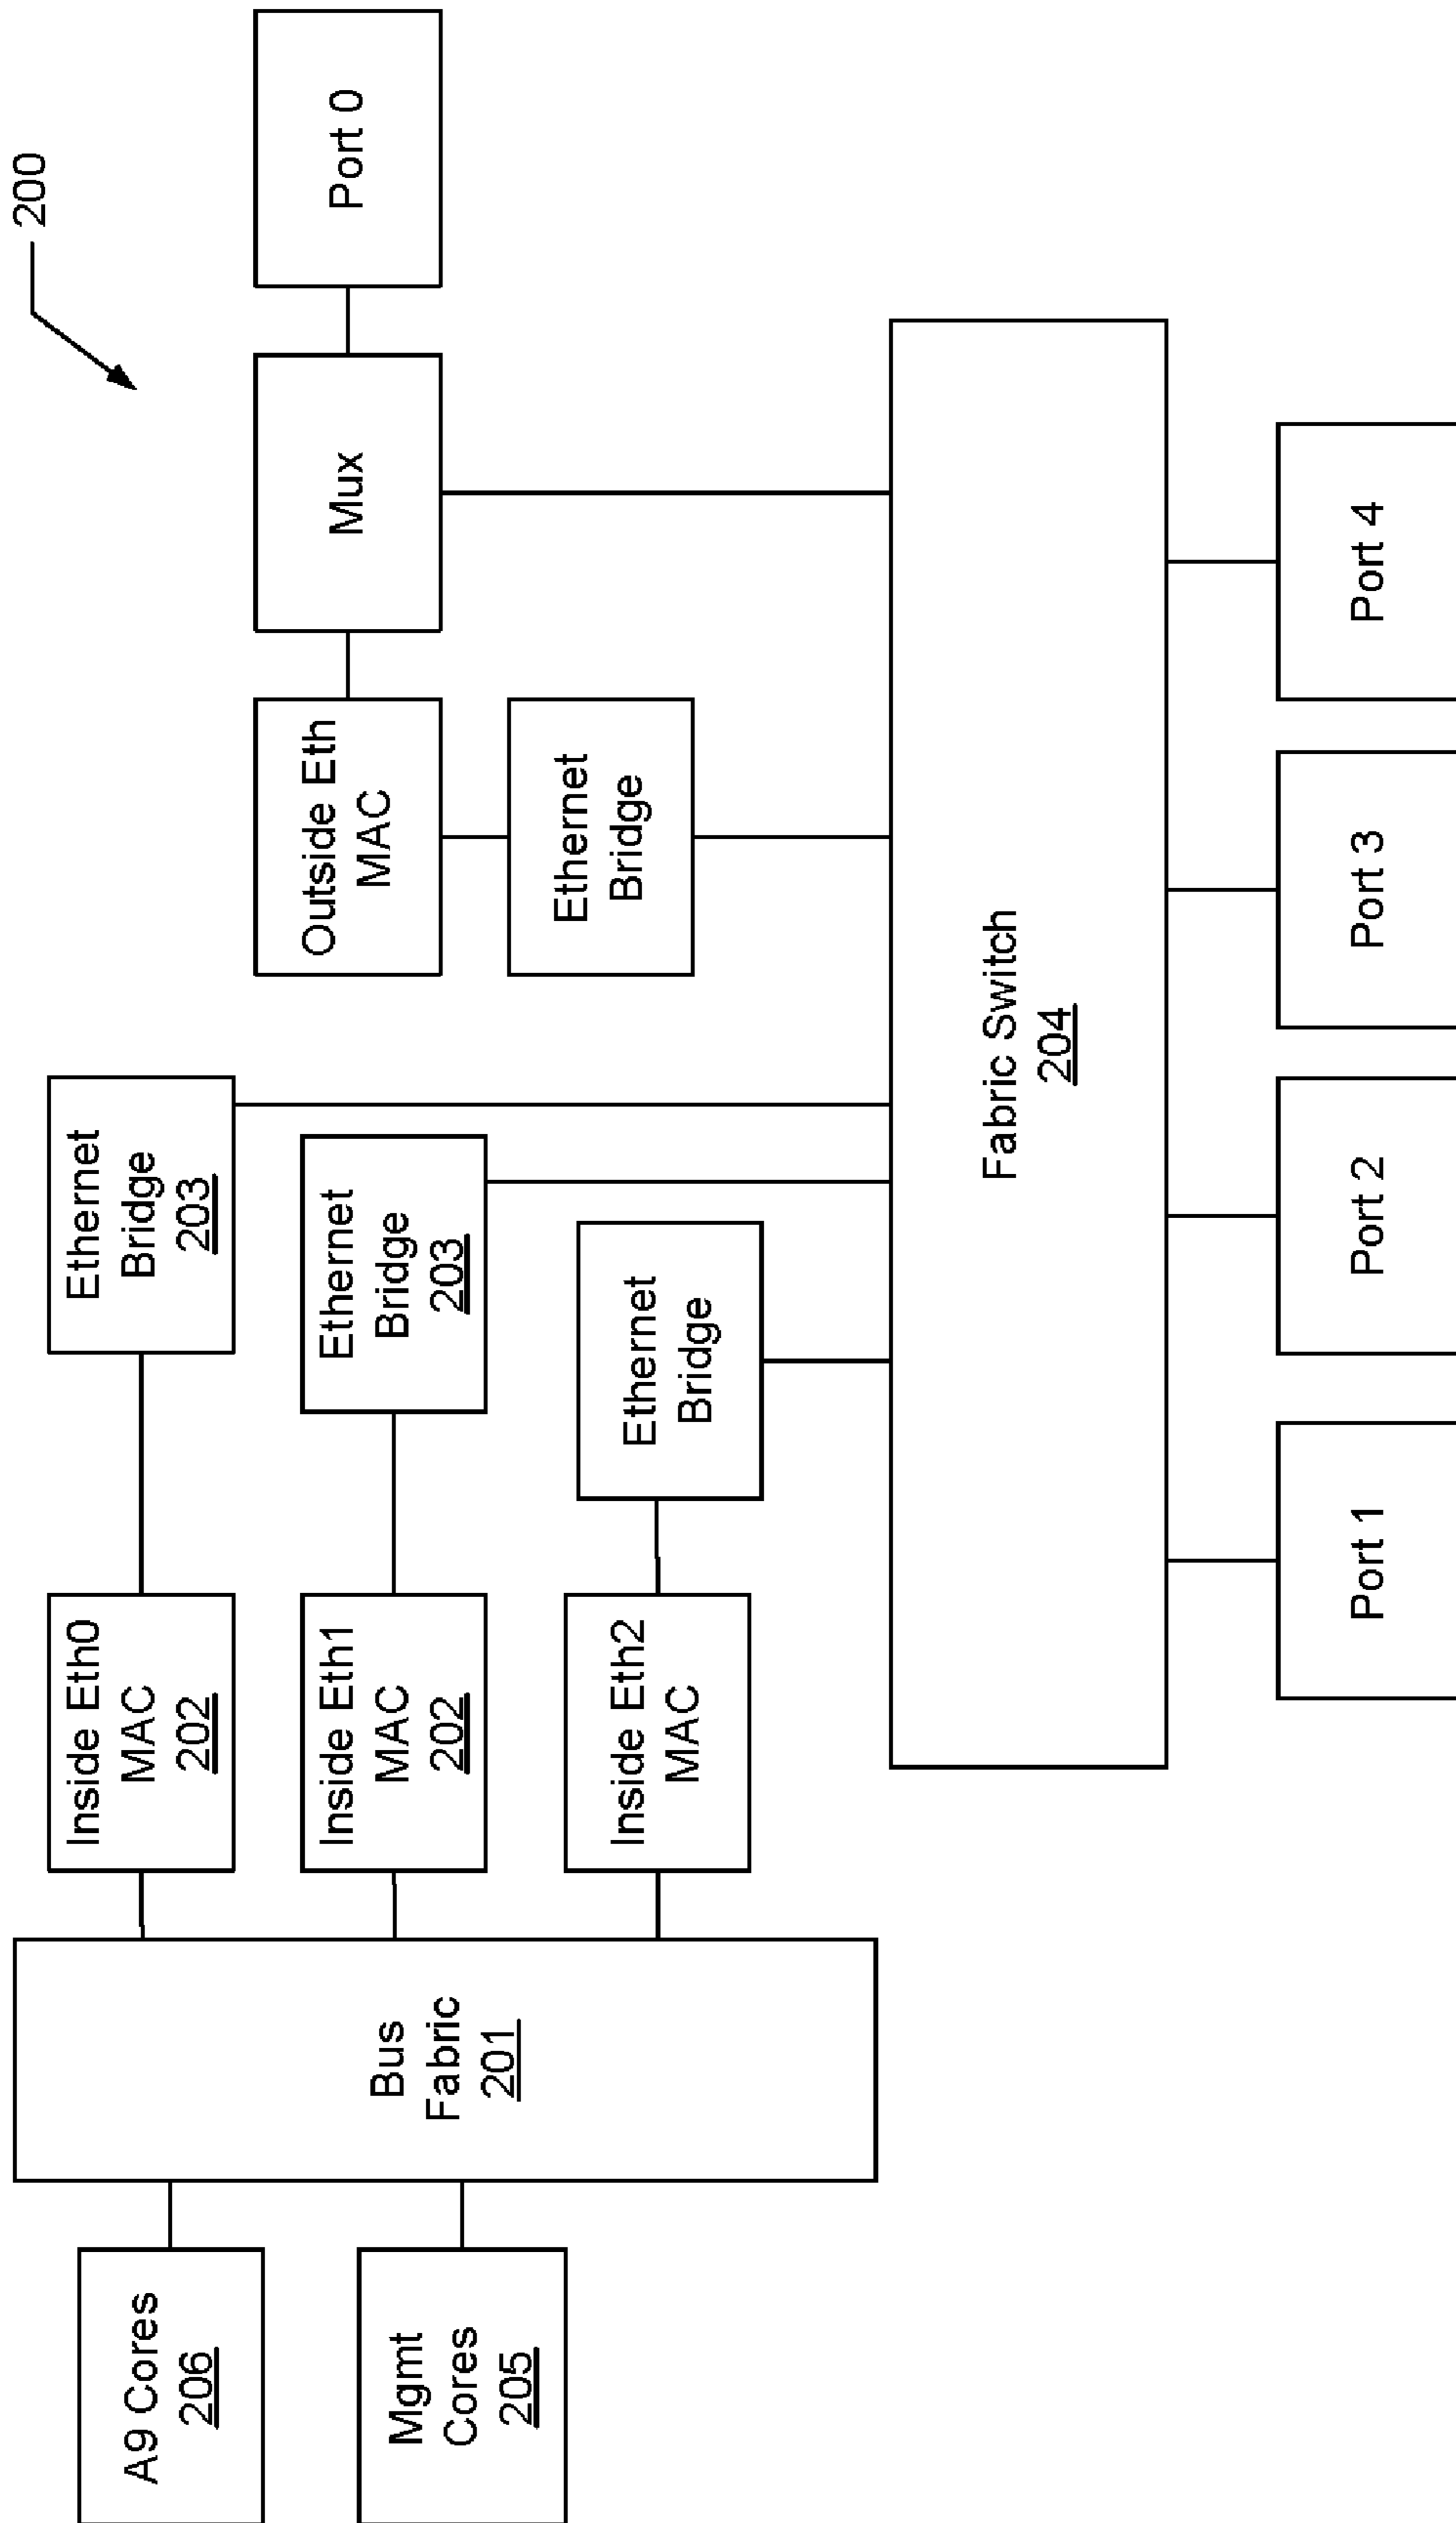 200
A9 Cores
206
Mgmt
Cores
205
Bus
Fabric
201
Inside Eth0
MAC
202
Inside Eth1
MAC
202
Inside Eth2
MAC
Ethernet
Bridge
203
Ethernet
Bridge
203
Ethernet
Bridge
Outside Eth
MAC
Ethernet
Bridge
Mux
Port 0
Fabric Switch
204
Port 1
Port 2
Port 3
Port 4